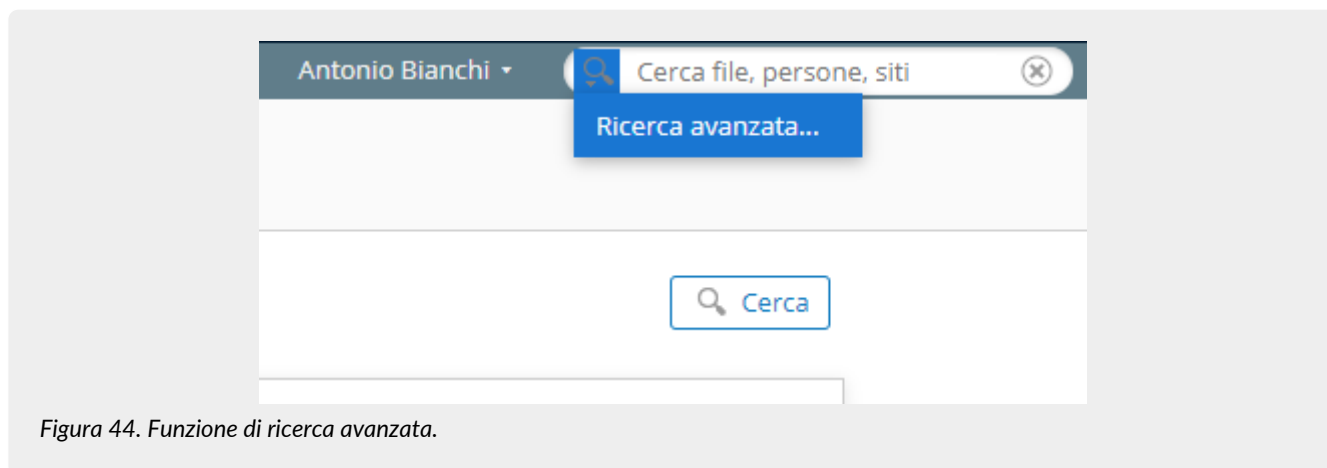 Antonio Bianchi
Cerca file, persone, siti
Ricerca avanzata...
Cerca
Figura 44. Funzione di ricerca avanzata.